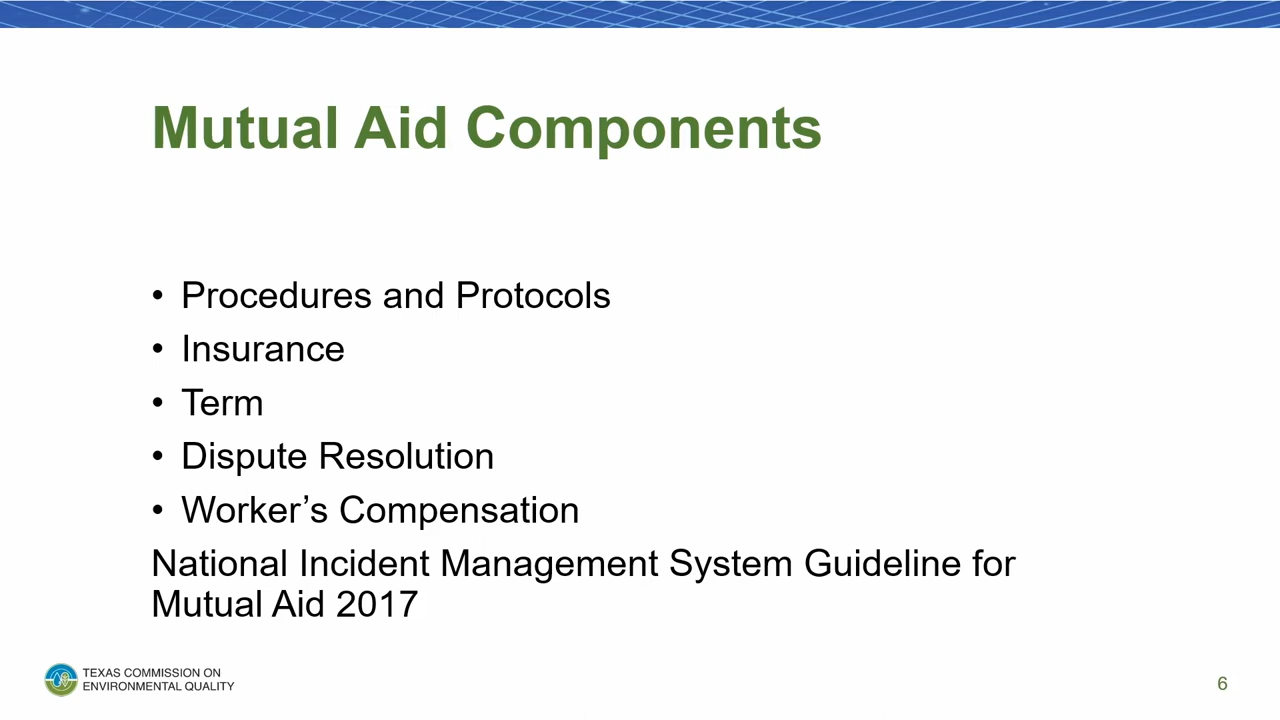 Mutual Aid Components
• Procedures and Protocols
• Insurance
• Term
• Dispute Resolution
• Worker’s Compensation
National Incident Management System Guideline for
Mutual Aid 2017
TEXAS COMMISSION ON
ENVIRONMENTAL QUALITY
6